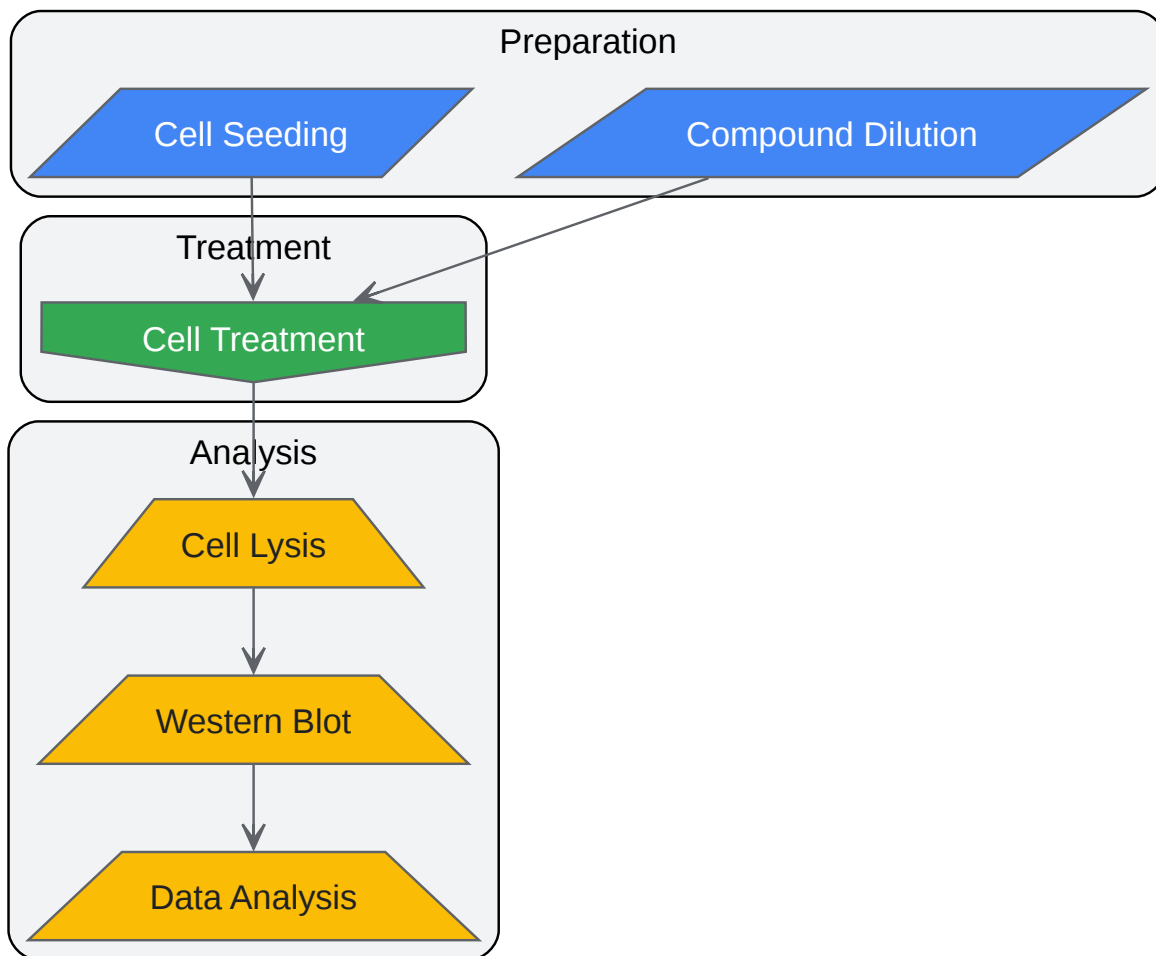 Preparation
Cell Seeding
Compound Dilution
Treatment
Cell Treatment
Analysis
Cell Lysis
Western Blot
Data Analysis